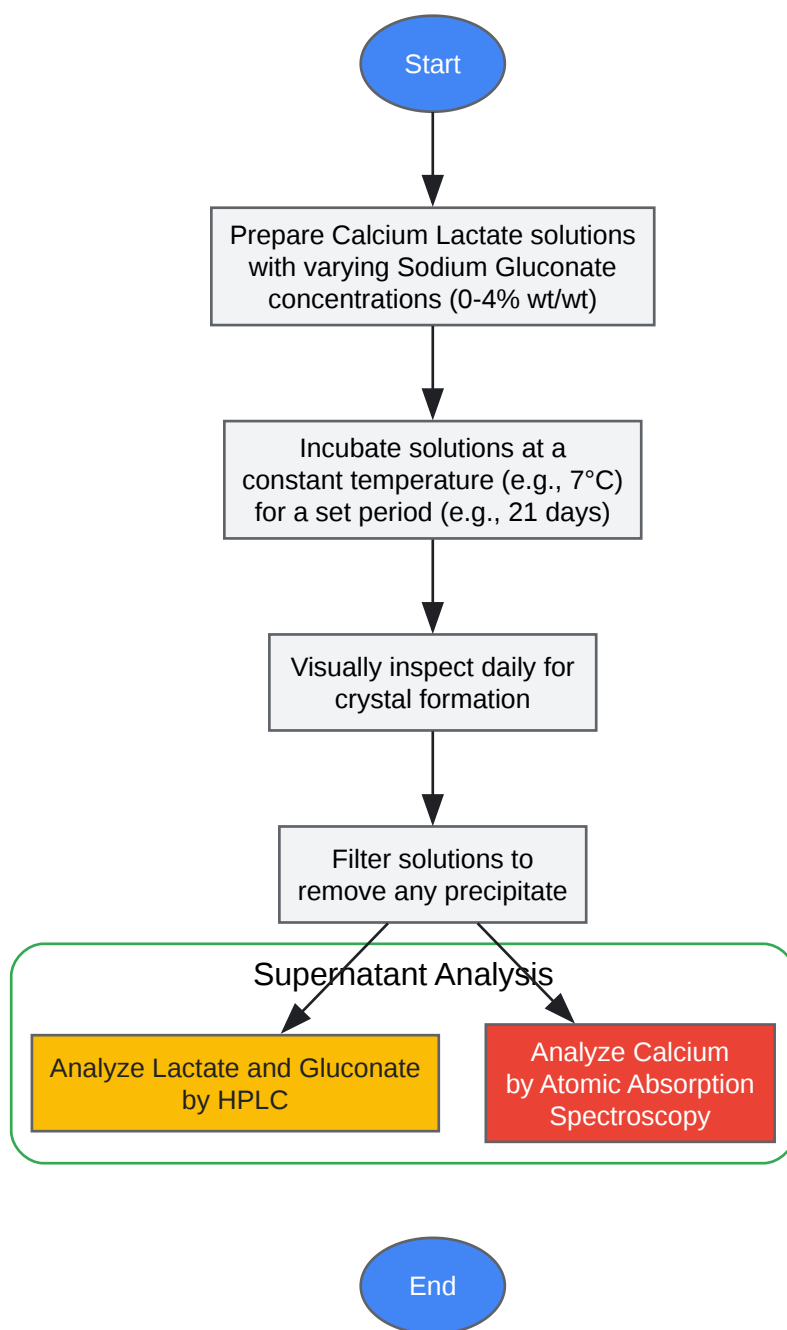 Start
Prepare Calcium Lactate solutions
with varying Sodium Gluconate
concentrations (0-4% wt/wt)
Incubate solutions at a
constant temperature (e.g., 7°C)
for a set period (e.g., 21 days)
Visually inspect daily for
crystal formation
Filter solutions to
remove any precipitate
Supernatant Analysis
Analyze Lactate and Gluconate
by HPLC
Analyze Calcium
by Atomic Absorption
Spectroscopy
End